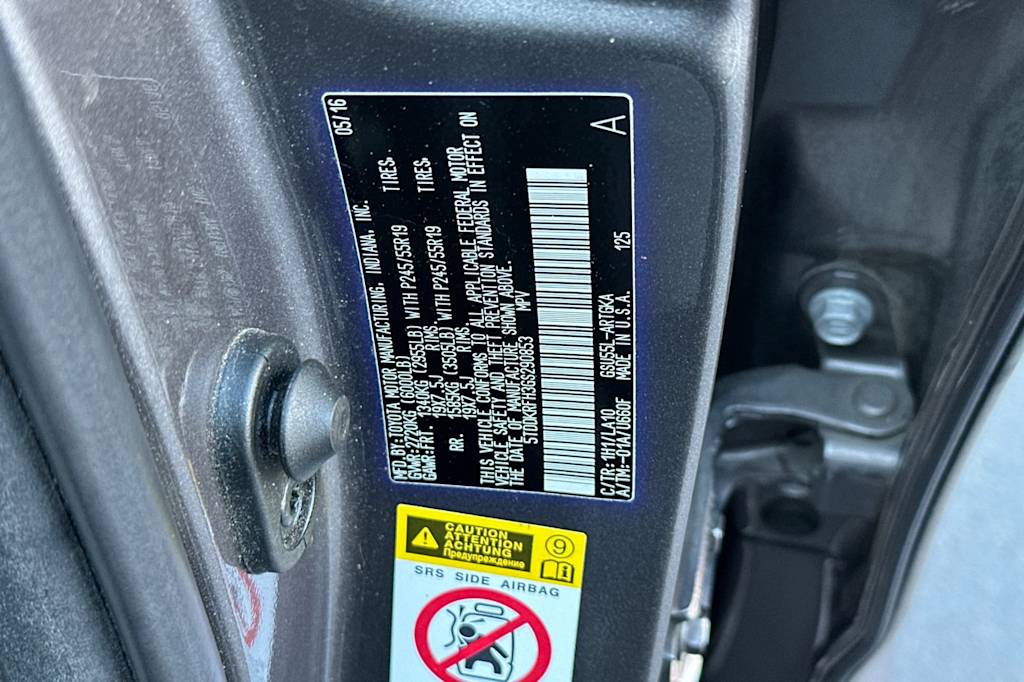 MFD.BY:TOYOTA MOTOR MANUFACTURING, INDIANA, INC. 05/16
GVWR:2720KG (6000LB)
GAWR:FRT. 1340KG (2955LB) WITH P245/55R19 TIRES.
19X7.5J RIMS.
RR. 1585KG (3505LB) WITH P245/55R19 TIRES.
19X7.5J RIMS.
THIS VEHICLE CONFORMS TO ALL APPLICABLE FEDERAL MOTOR
VEHICLE SAFETY AND THEFT PREVENTION STANDARDS IN EFFECT ON
THE DATE OF MANUFACTURE SHOWN ABOVE.
5TDDKRFH3GS290853 MPV
C/TR:1H1/LA10 GSU55L-ARTGKA
A/TM:-01A/U660F MADE IN U.S.A. 125 A
CAUTION
ATTENTION
ACHTUNG
Предупреждение
9
SRS SIDE AIRBAG